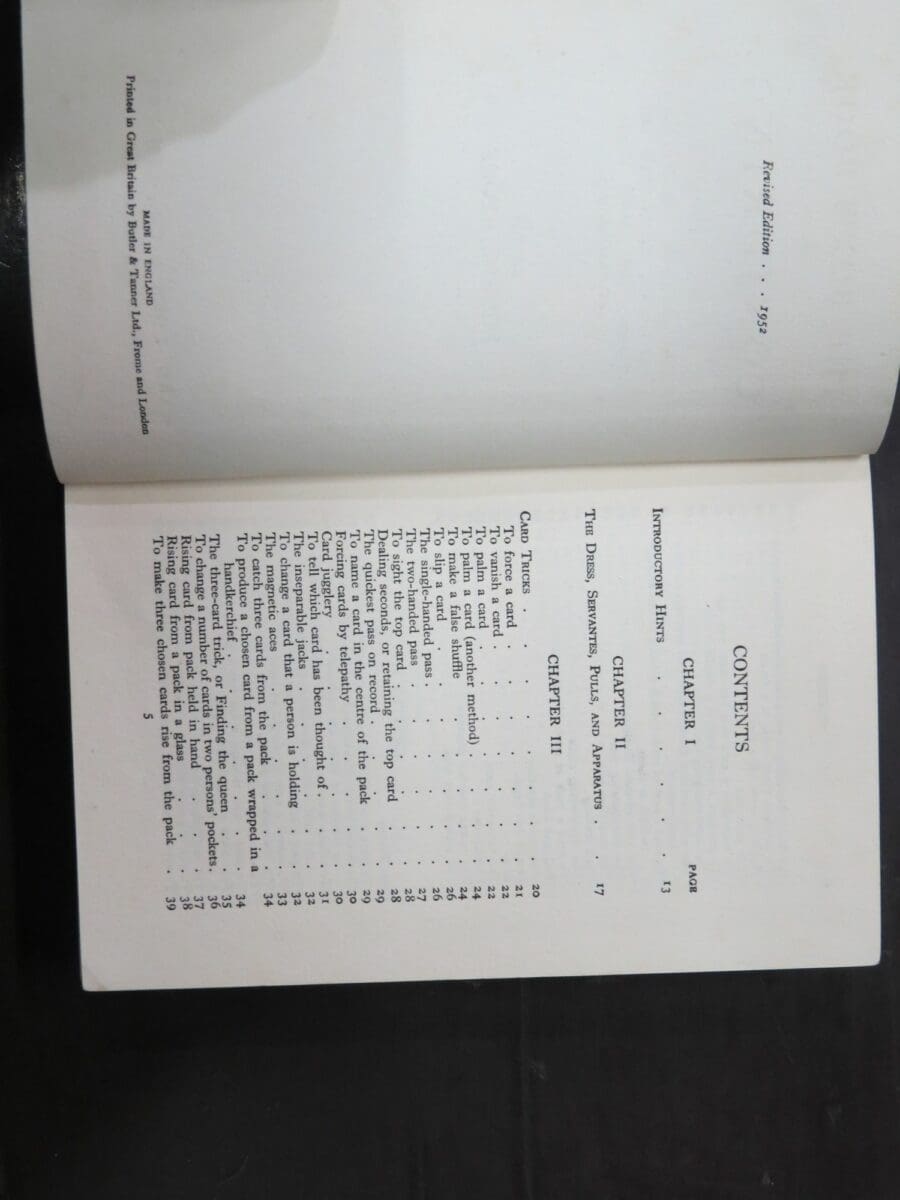 Revised Edition . . . 1952
MADE IN ENGLAND
Printed in Great Britain by Butler & Tanner Ltd., Frome and London
CONTENTS
CHAPTER I
PAGE
INTRODUCTORY HINTS . . . . . . 13
CHAPTER II
THE DRESS, SERVANTES, PULLS, AND APPARATUS . . 17
CHAPTER III
CARD TRICKS . . . . . . . 20
To force a card . . . . . . 21
To vanish a card . . . . . . 22
To palm a card . . . . . . 22
To palm a card (another method) . . . . 24
To make a false shuffle . . . . . 24
To slip a card . . . . . . 26
The single-handed pass . . . . . 26
The two-handed pass . . . . . 27
To sight the top card . . . . . 28
Dealing seconds, or retaining the top card . . 28
The quickest pass on record . . . . 29
To name a card in the centre of the pack . . 29
Forcing cards by telepathy . . . . 30
Card jugglery . . . . . . 30
To tell which card has been thought of . . . 31
The inseparable jacks . . . . . 32
To change a card that a person is holding . . 32
The magnetic aces . . . . . 33
To catch three cards from the pack . . . 34
To produce a chosen card from a pack wrapped in a
handkerchief . . . . . . 34
The three-card trick, or Finding the queen . . 35
To change a number of cards in two persons' pockets . 36
Rising card from pack held in hand . . . 37
Rising card from a pack in a glass . . . 38
To make three chosen cards rise from the pack . 39
5